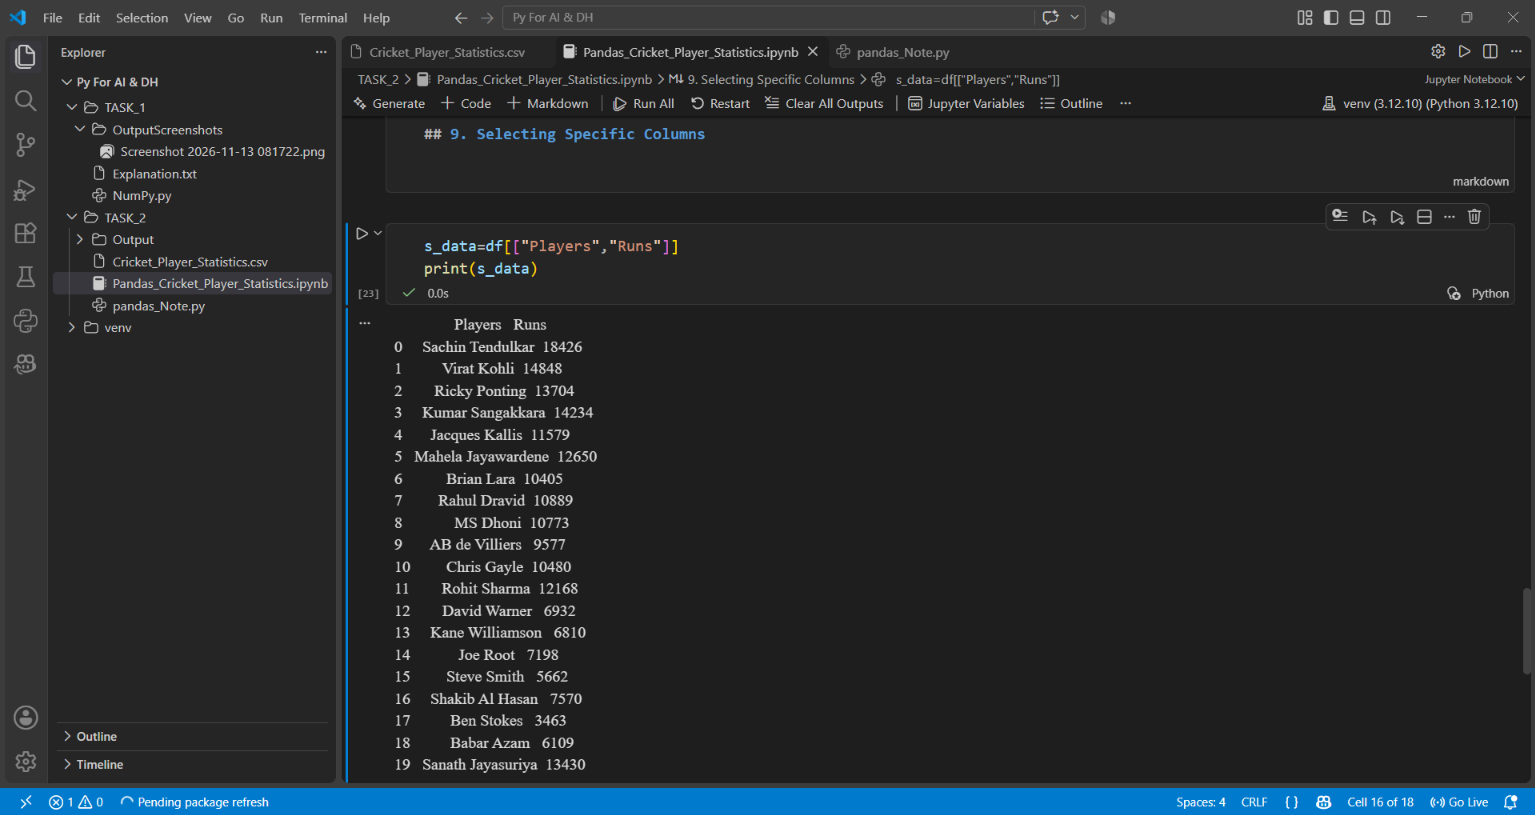 File Edit Selection View Go Run Terminal Help
Py For AI & DH
Explorer
Py For AI & DH
TASK_1
OutputScreenshots
Screenshot 2026-11-13 081722.png
Explanation.txt
NumPy.py
TASK_2
Output
Cricket_Player_Statistics.csv
Pandas_Cricket_Player_Statistics.ipynb
pandas_Note.py
venv
Outline
Timeline
Cricket_Player_Statistics.csv Pandas_Cricket_Player_Statistics.ipynb pandas_Note.py
TASK_2 > Pandas_Cricket_Player_Statistics.ipynb > M↓ 9. Selecting Specific Columns > s_data=df[["Players","Runs"]]
Jupyter Notebook
Generate + Code + Markdown Run All Restart Clear All Outputs Jupyter Variables Outline ...
venv (3.12.10) (Python 3.12.10)
## 9. Selecting Specific Columns
markdown
s_data=df[["Players","Runs"]]
print(s_data)
[23] 0.0s Python
Players Runs
0 Sachin Tendulkar 18426
1 Virat Kohli 14848
2 Ricky Ponting 13704
3 Kumar Sangakkara 14234
4 Jacques Kallis 11579
5 Mahela Jayawardene 12650
6 Brian Lara 10405
7 Rahul Dravid 10889
8 MS Dhoni 10773
9 AB de Villiers 9577
10 Chris Gayle 10480
11 Rohit Sharma 12168
12 David Warner 6932
13 Kane Williamson 6810
14 Joe Root 7198
15 Steve Smith 5662
16 Shakib Al Hasan 7570
17 Ben Stokes 3463
18 Babar Azam 6109
19 Sanath Jayasuriya 13430
1 0 Pending package refresh
Spaces: 4 CRLF { } Cell 16 of 18 Go Live